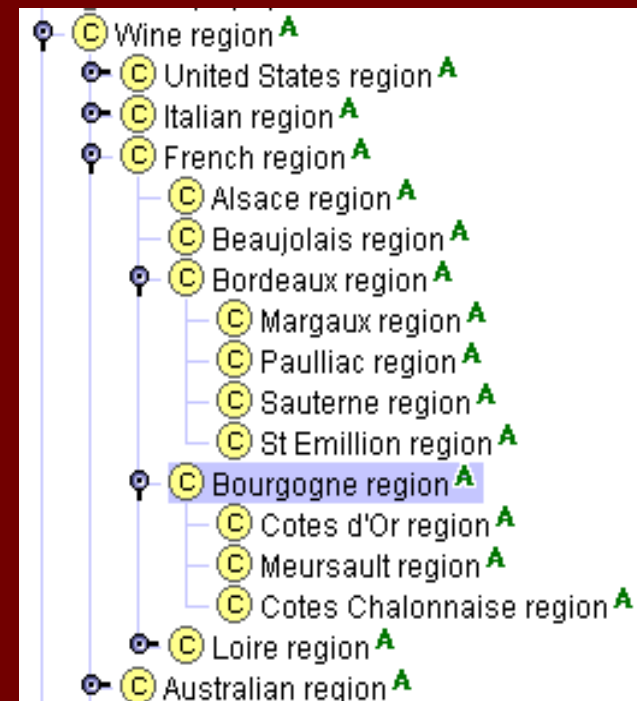 C Wine region A
C United States region A
C Italian region A
C French region A
C Alsace region A
C Beaujolais region A
C Bordeaux region A
C Margaux region A
C Paulliac region A
C Sauterne region A
C St Emillion region A
C Bourgogne region A
C Cotes d'Or region A
C Meursault region A
C Cotes Chalonnaise region A
C Loire region A
C Australian region A